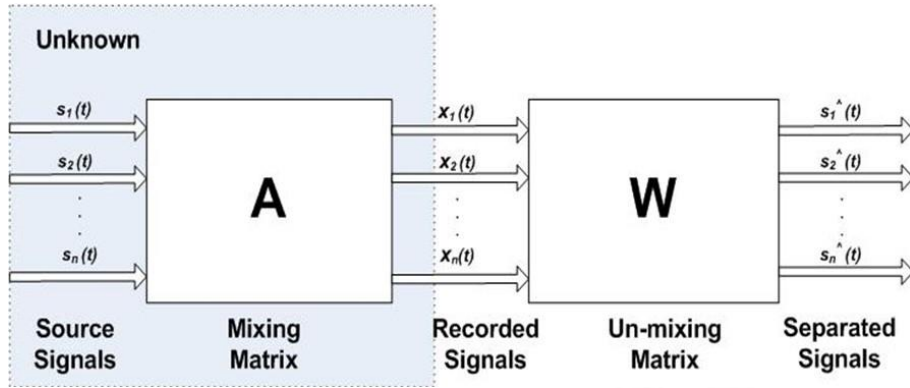 Unknown
s1(t)
x1(t)
s1^(t)
s2(t)
x2(t)
s2^(t)
A
W
sn(t)
xn(t)
sn^(t)
Source
Signals
Mixing
Matrix
Recorded
Signals
Un-mixing
Matrix
Separated
Signals